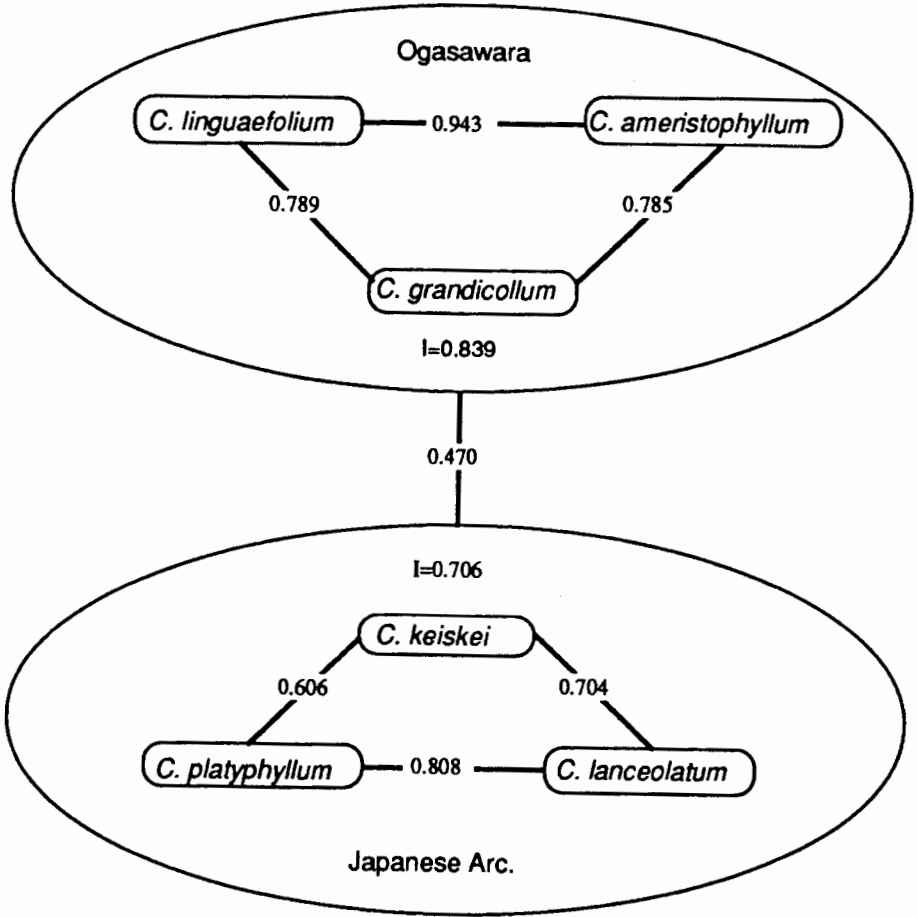 Ogasawara
C. linguaefolium 0.943 C. ameristophyllum
0.789 0.785
C. grandicollum
I=0.839
0.470
I=0.706
C. keiskei
0.606 0.704
C. platyphyllum 0.808 C. lanceolatum
Japanese Arc.